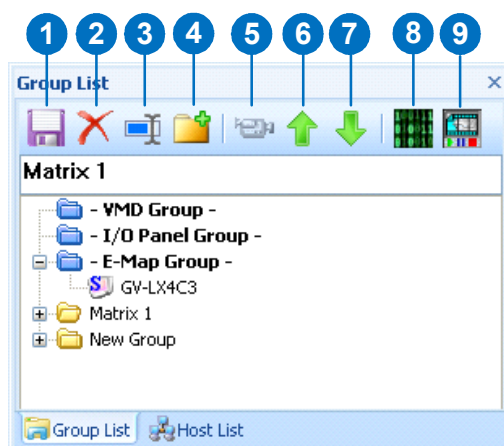 1 2 3 4 5 6 7 8 9
Group List
Matrix 1
- VMD Group -
- I/O Panel Group -
- E-Map Group -
GV-LX4C3
Matrix 1
New Group
Group List Host List